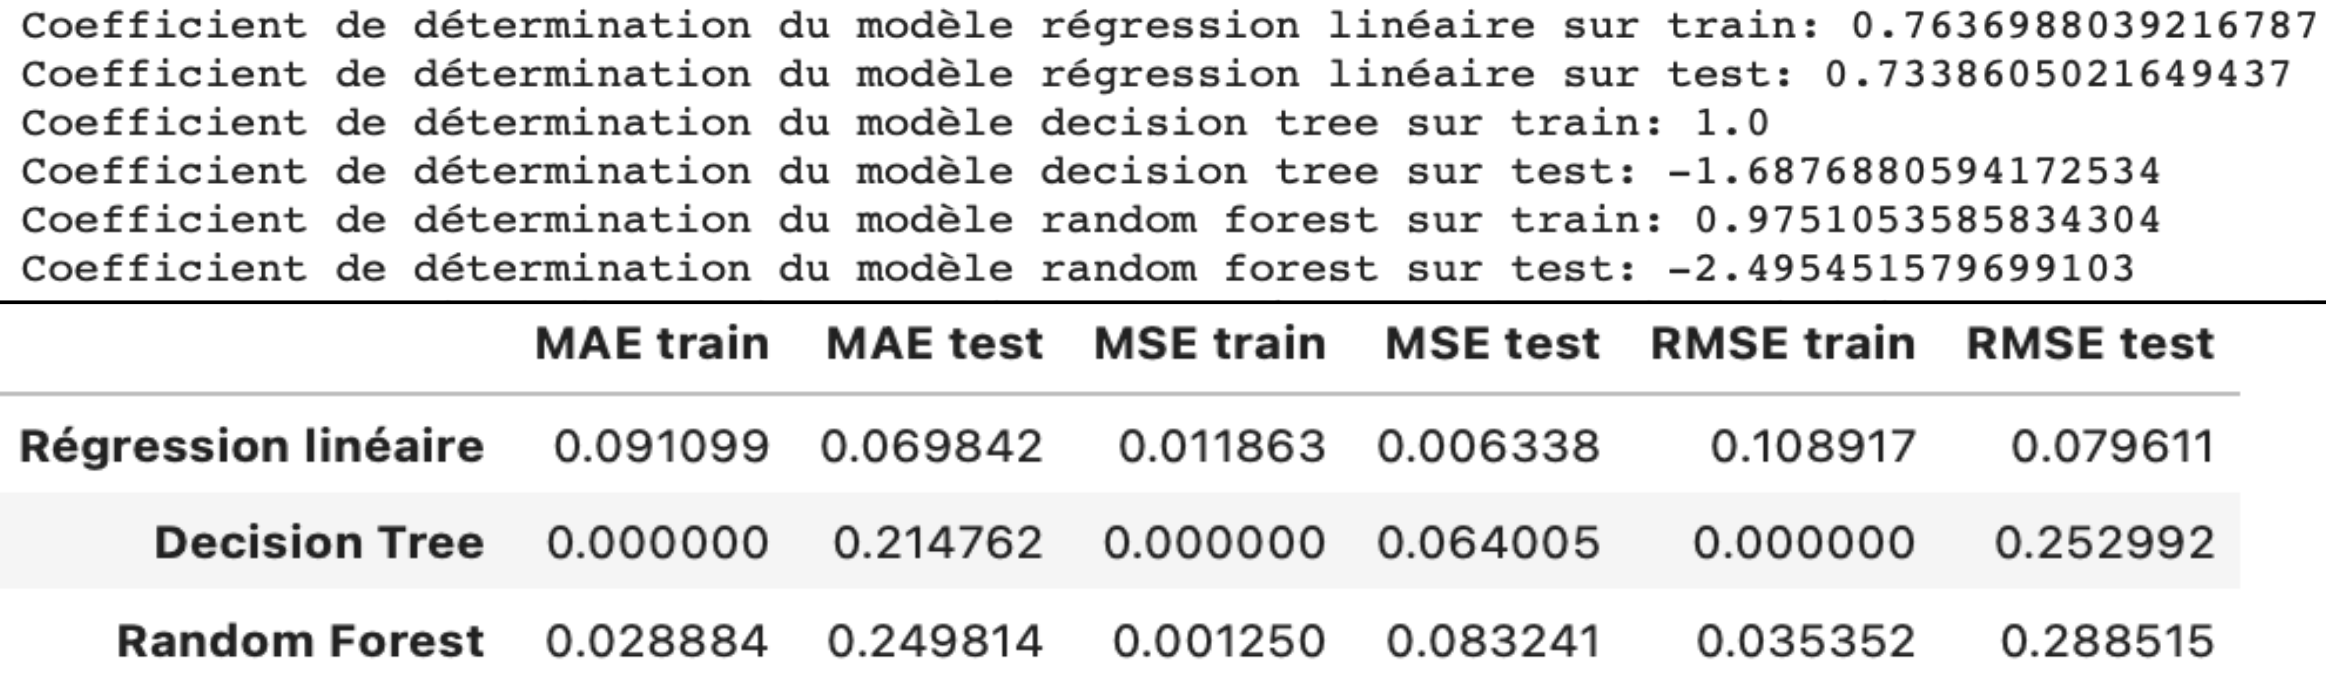 Coefficient de détermination du modèle régression linéaire sur train: 0.7636988039216787
Coefficient de détermination du modèle régression linéaire sur test: 0.7338605021649437
Coefficient de détermination du modèle decision tree sur train: 1.0
Coefficient de détermination du modèle decision tree sur test: -1.6876880594172534
Coefficient de détermination du modèle random forest sur train: 0.9751053585834304
Coefficient de détermination du modèle random forest sur test: -2.495451579699103
MAE train MAE test MSE train MSE test RMSE train RMSE test
Régression linéaire 0.091099 0.069842 0.011863 0.006338 0.108917 0.079611
Decision Tree 0.000000 0.214762 0.000000 0.064005 0.000000 0.252992
Random Forest 0.028884 0.249814 0.001250 0.083241 0.035352 0.288515